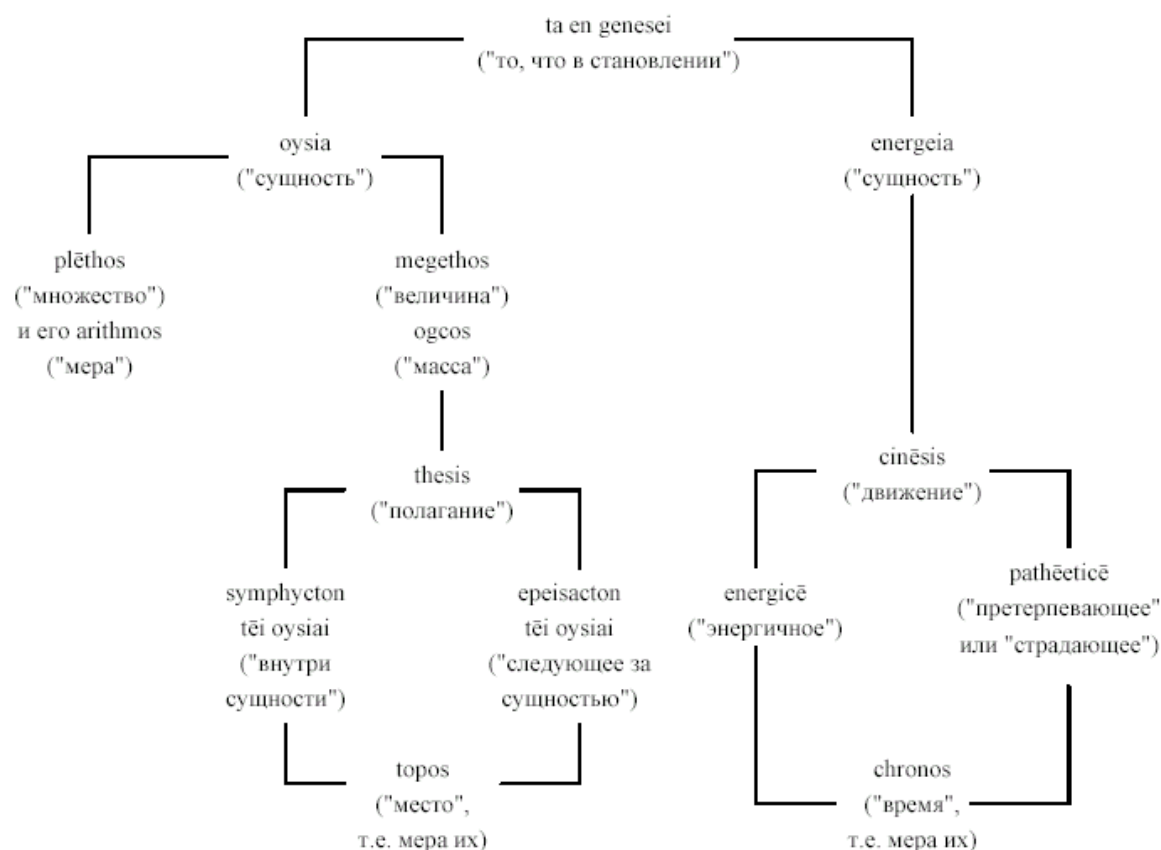 ta en genesei
("то, что в становлении")
oysia
("сущность")
energeia
("сущность")
plēthos
("множество")
и его arithmos
("мера")
megethos
("величина")
ogcos
("масса")
thesis
("полагание")
cinēsis
("движение")
symphycton
tēi oysiai
("внутри
сущности")
epeisacton
tēi oysiai
("следующее за
сущностью")
energicē
("энергичное")
pathēeticē
("претерпевающее"
или "страдающее")
topos
("место",
т.е. мера их)
chronos
("время",
т.е. мера их)